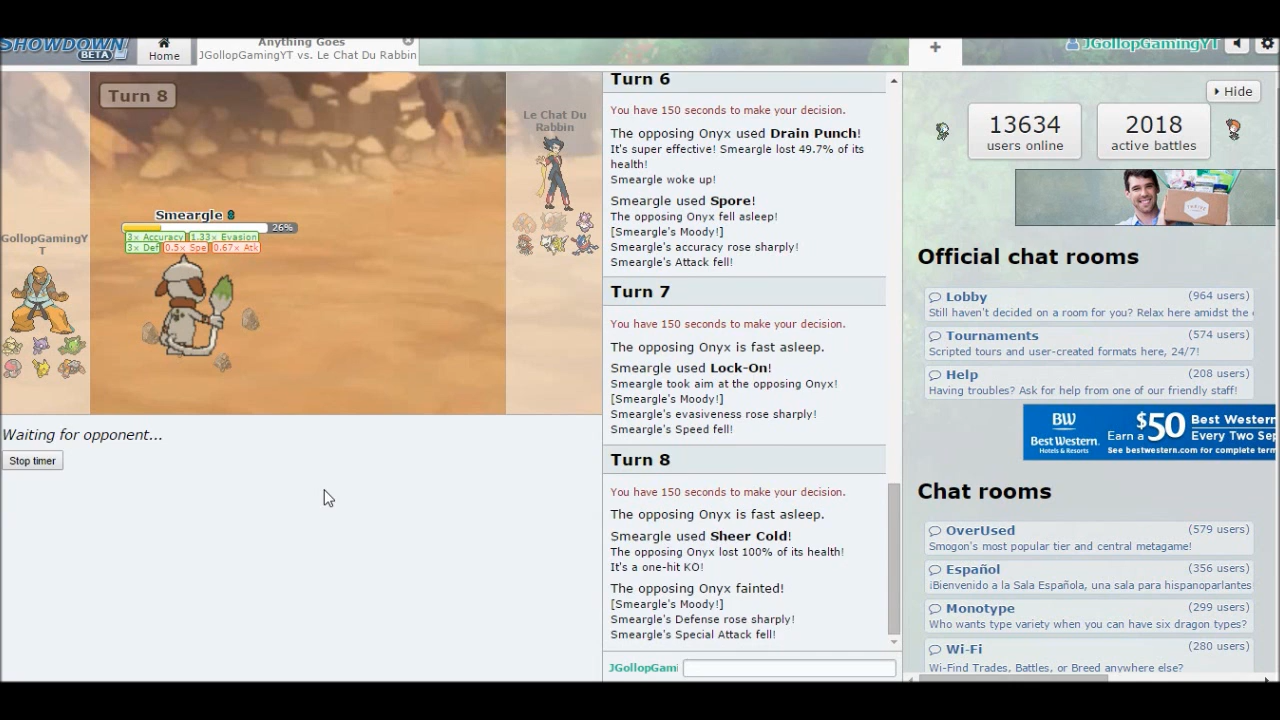 SHOWDOWN!
BETA
Home
Anything Goes
JGollopGamingYT vs. Le Chat Du Rabbin
+
JGollopGamingYT
Turn 8
Smeargle
26%
3× Accuracy 1.33× Evasion
3× Def 0.5× Spe 0.67× Atk
GollopGamingY
T
Le Chat Du
Rabbin
Waiting for opponent...
Stop timer
Turn 6
You have 150 seconds to make your decision.
The opposing Onyx used Drain Punch!
It's super effective! Smeargle lost 49.7% of its
health!
Smeargle woke up!
Smeargle used Spore!
The opposing Onyx fell asleep!
[Smeargle's Moody!]
Smeargle's accuracy rose sharply!
Smeargle's Attack fell!
Turn 7
You have 150 seconds to make your decision.
The opposing Onyx is fast asleep.
Smeargle used Lock-On!
Smeargle took aim at the opposing Onyx!
[Smeargle's Moody!]
Smeargle's evasiveness rose sharply!
Smeargle's Speed fell!
Turn 8
You have 150 seconds to make your decision.
The opposing Onyx is fast asleep.
Smeargle used Sheer Cold!
The opposing Onyx lost 100% of its health!
It's a one-hit KO!
The opposing Onyx fainted!
[Smeargle's Moody!]
Smeargle's Defense rose sharply!
Smeargle's Special Attack fell!
JGollopGami
Hide
13634
users online
2018
active battles
Official chat rooms
Lobby (964 users)
Still haven't decided on a room for you? Relax here amidst the
Tournaments (574 users)
Scripted tours and user-created formats here, 24/7!
Help (208 users)
Having troubles? Ask for help from one of our friendly staff!
BW
Best Western.
Hotels & Resorts
Earn a $50 Best Western
Every Two Sep
See bestwestern.com for complete term
Chat rooms
OverUsed (579 users)
Smogon's most popular tier and central metagame!
Español (356 users)
¡Bienvenido a la Sala Española, una sala para hispanoparlantes
Monotype (299 users)
Who wants type variety when you can have six dragon types?
Wi-Fi (280 users)
Wi-Find Trades, Battles, or Breed anywhere else?